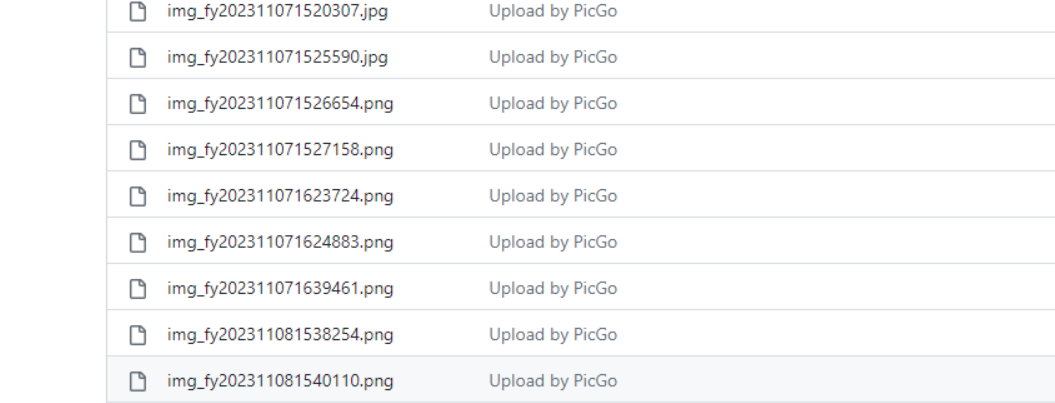 img_fy202311071520307.jpg Upload by PicGo
img_fy202311071525590.jpg Upload by PicGo
img_fy202311071526654.png Upload by PicGo
img_fy202311071527158.png Upload by PicGo
img_fy202311071623724.png Upload by PicGo
img_fy202311071624883.png Upload by PicGo
img_fy202311071639461.png Upload by PicGo
img_fy202311081538254.png Upload by PicGo
img_fy202311081540110.png Upload by PicGo